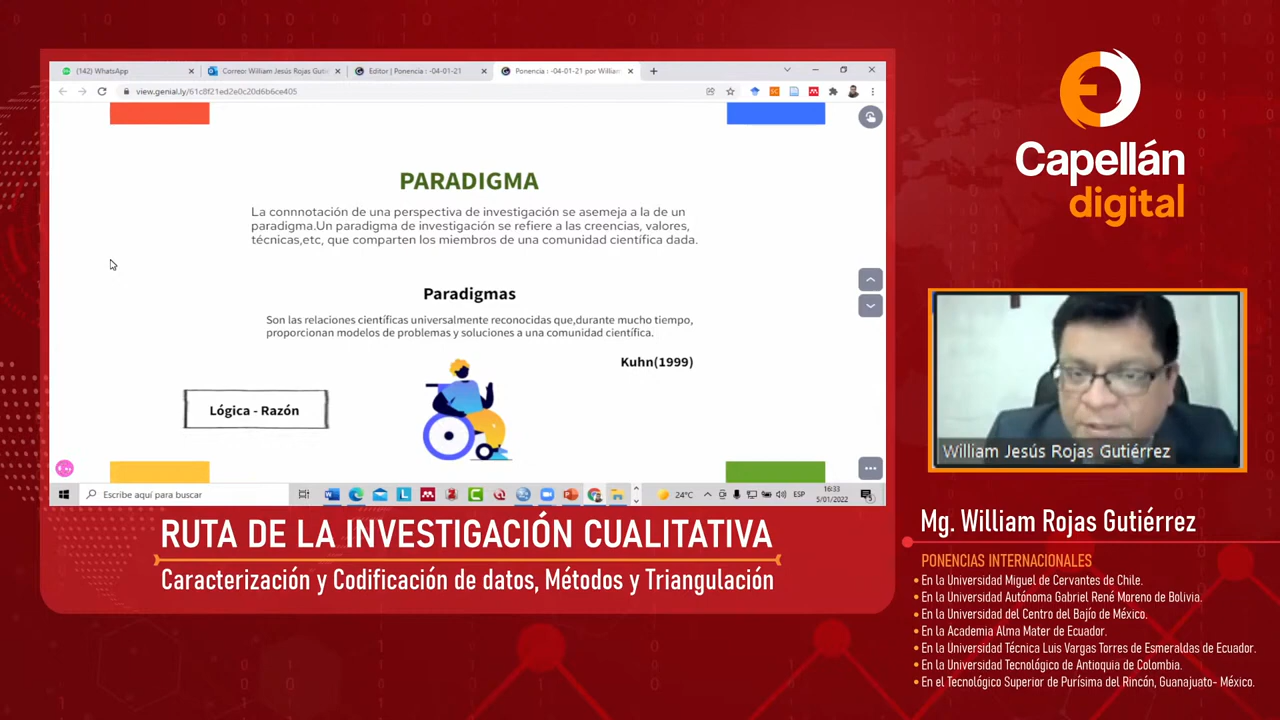 (142) WhatsApp
Correo: William Jesús Rojas Gutie
Editor | Ponencia : -04-01-21
Ponencia : -04-01-21 por William
view.genial.ly/61c8f21ed2e0c20d6b6ce405
PARADIGMA
La connnotación de una perspectiva de investigación se asemeja a la de un
paradigma.Un paradigma de investigación se refiere a las creencias, valores,
técnicas,etc, que comparten los miembros de una comunidad científica dada.
Paradigmas
Son las relaciones científicas universalmente reconocidas que,durante mucho tiempo,
proporcionan modelos de problemas y soluciones a una comunidad científica.
Kuhn(1999)
Lógica - Razón
Escribe aquí para buscar
24°C
ESP
16:33
5/01/2022
RUTA DE LA INVESTIGACIÓN CUALITATIVA
Caracterización y Codificación de datos, Métodos y Triangulación
Capellán
digital
William Jesús Rojas Gutiérrez
Mg. William Rojas Gutiérrez
PONENCIAS INTERNACIONALES
• En la Universidad Miguel de Cervantes de Chile.
• En la Universidad Autónoma Gabriel René Moreno de Bolivia.
• En la Universidad del Centro del Bajío de México.
• En la Academia Alma Mater de Ecuador.
• En la Universidad Técnica Luis Vargas Torres de Esmeraldas de Ecuador.
• En la Universidad Tecnológico de Antioquia de Colombia.
• En el Tecnológico Superior de Purísima del Rincón, Guanajuato- México.